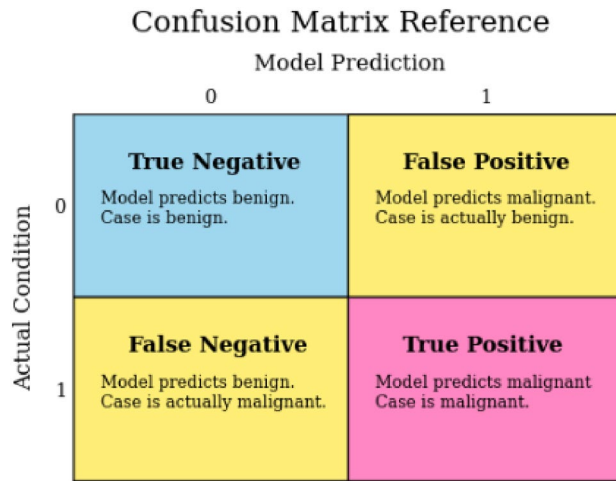 Confusion Matrix Reference
Model Prediction
0
1
Actual Condition
0
True Negative
Model predicts benign.
Case is benign.
False Positive
Model predicts malignant.
Case is actually benign.
1
False Negative
Model predicts benign.
Case is actually malignant.
True Positive
Model predicts malignant
Case is malignant.